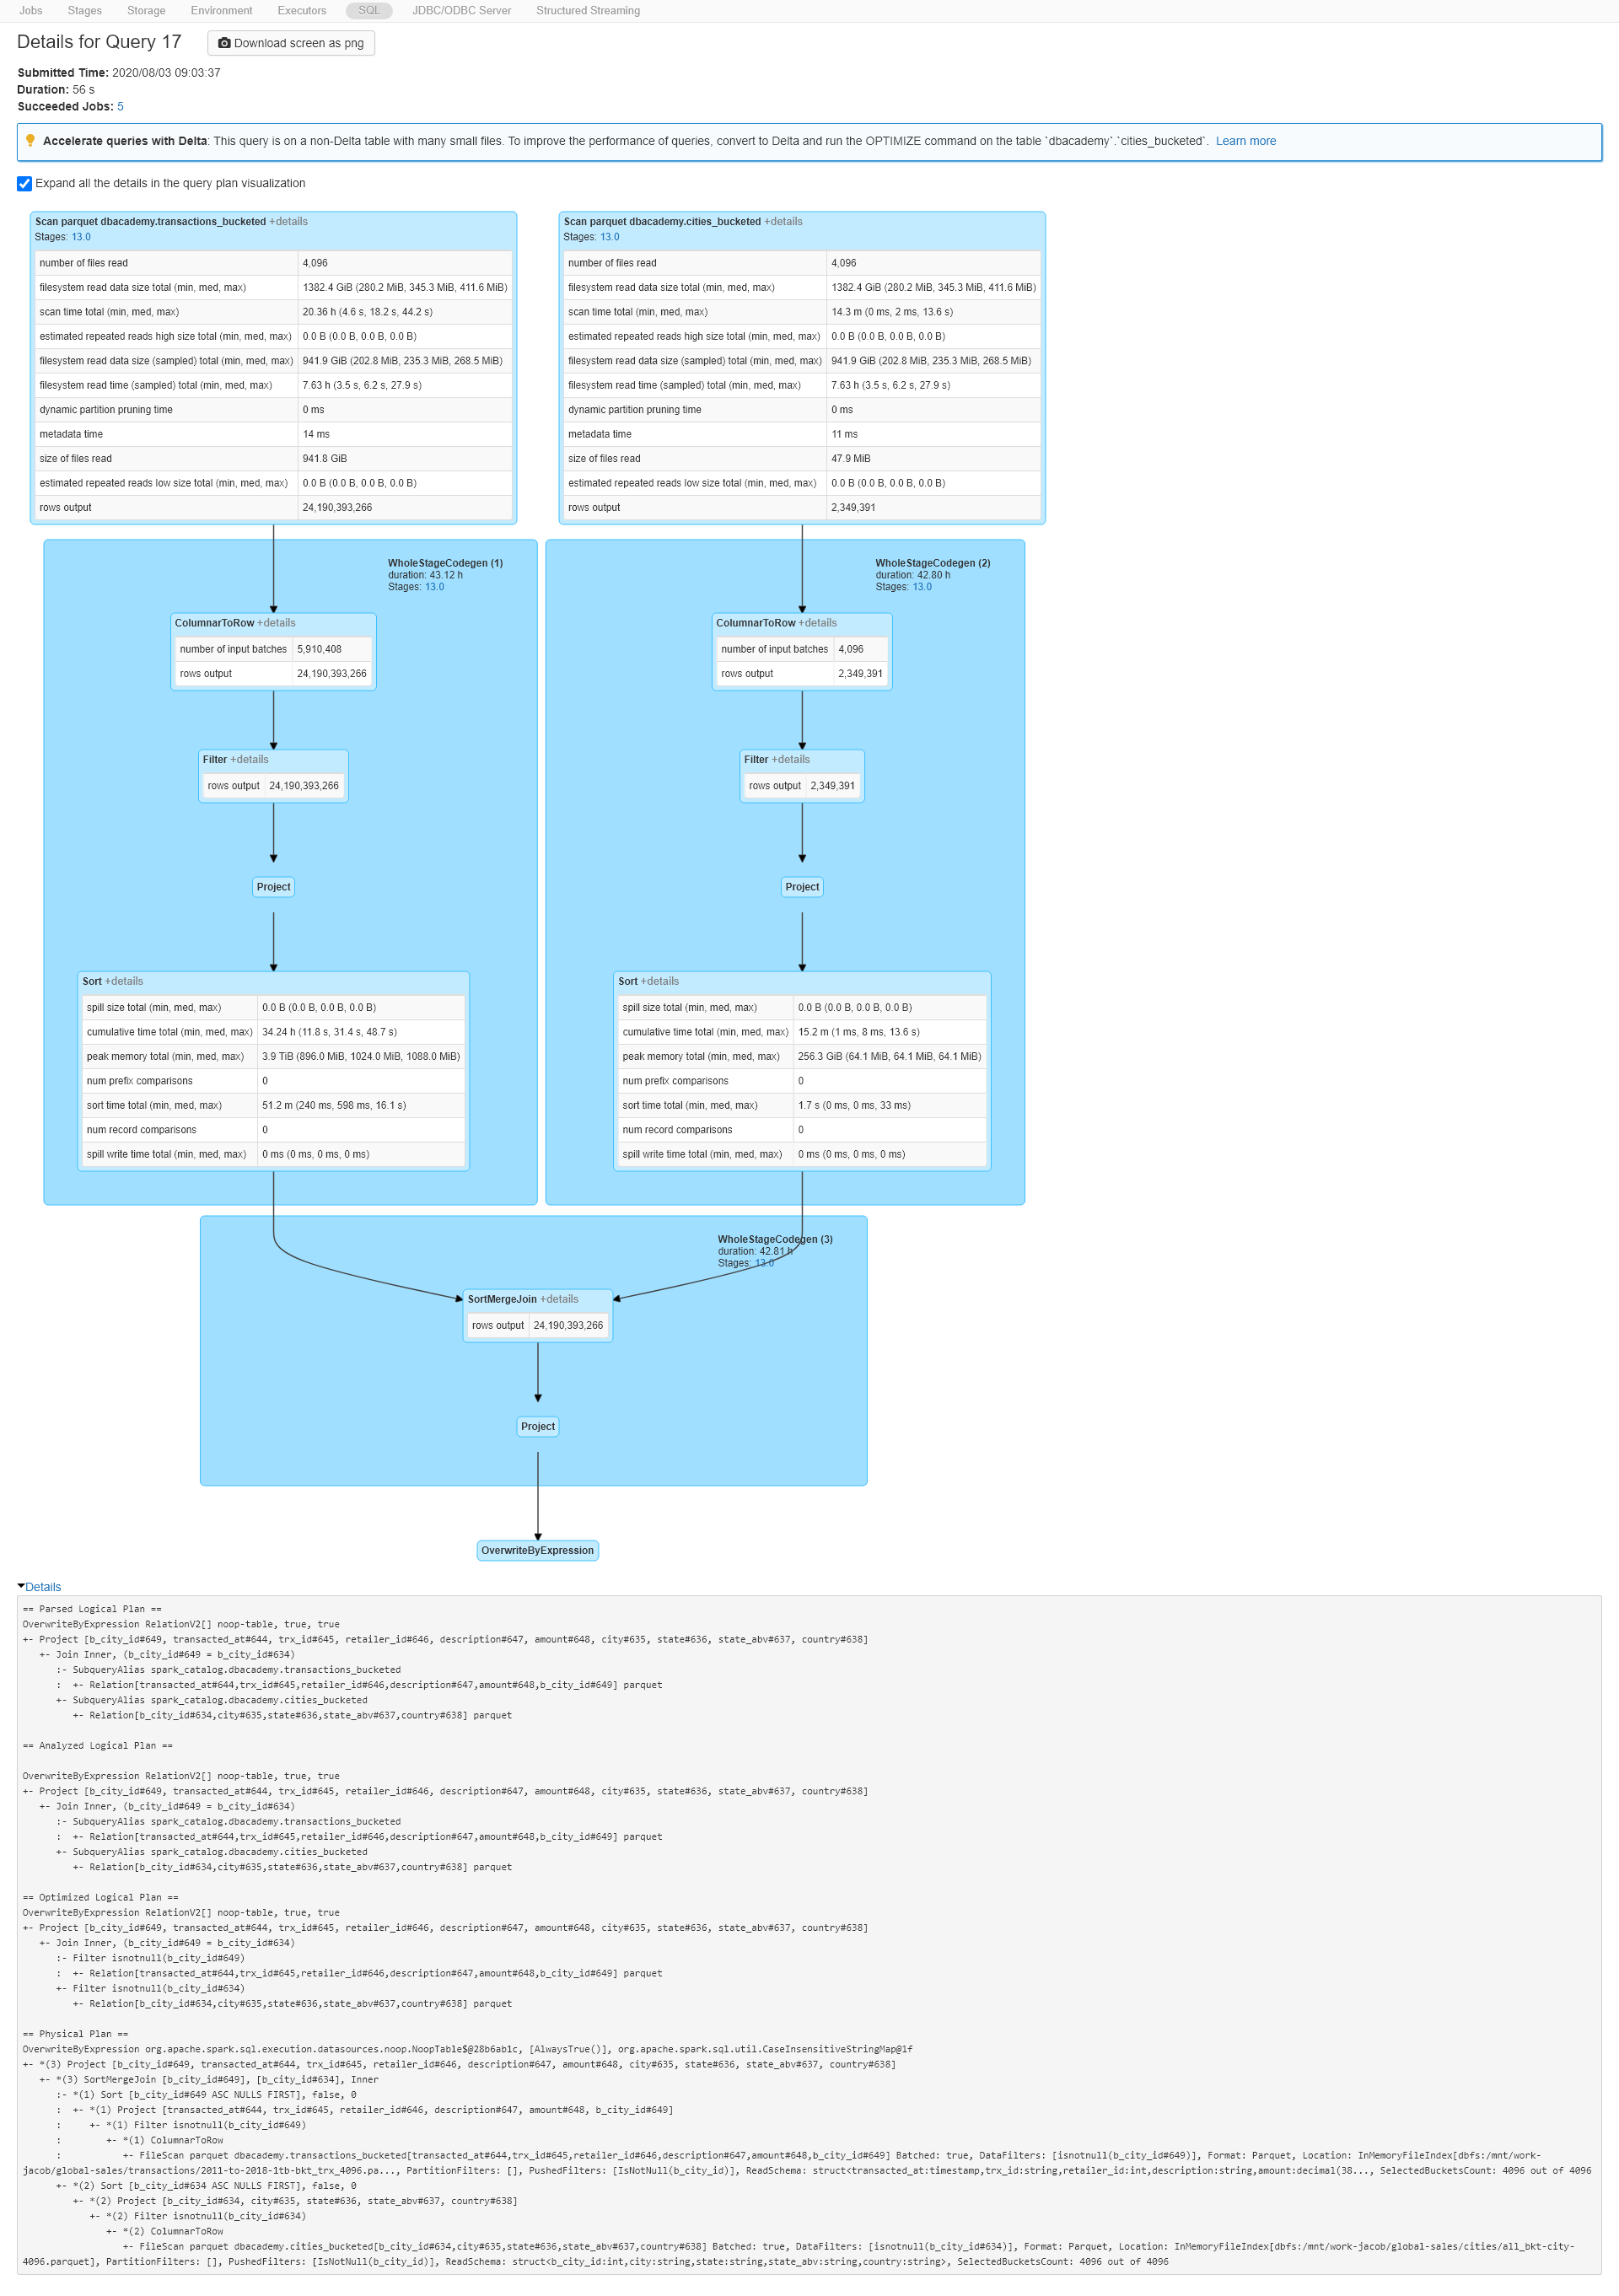 Jobs Stages Storage Environment Executors SQL JDBC/ODBC Server Structured Streaming
Details for Query 17 Download screen as png
Submitted Time: 2020/08/03 09:03:37
Duration: 56 s
Succeeded Jobs: 5
Accelerate queries with Delta: This query is on a non-Delta table with many small files. To improve the performance of queries, convert to Delta and run the OPTIMIZE command on the table `dbacademy`.`cities_bucketed`. Learn more
Expand all the details in the query plan visualization
Scan parquet dbacademy.transactions_bucketed +details
Stages: 13.0
number of files read 4,096
filesystem read data size total (min, med, max) 1382.4 GiB (280.2 MiB, 345.3 MiB, 411.6 MiB)
scan time total (min, med, max) 20.36 h (4.6 s, 18.2 s, 44.2 s)
estimated repeated reads high size total (min, med, max) 0.0 B (0.0 B, 0.0 B, 0.0 B)
filesystem read data size (sampled) total (min, med, max) 941.9 GiB (202.8 MiB, 235.3 MiB, 268.5 MiB)
filesystem read time (sampled) total (min, med, max) 7.63 h (3.5 s, 6.2 s, 27.9 s)
dynamic partition pruning time 0 ms
metadata time 14 ms
size of files read 941.8 GiB
estimated repeated reads low size total (min, med, max) 0.0 B (0.0 B, 0.0 B, 0.0 B)
rows output 24,190,393,266
Scan parquet dbacademy.cities_bucketed +details
Stages: 13.0
number of files read 4,096
filesystem read data size total (min, med, max) 1382.4 GiB (280.2 MiB, 345.3 MiB, 411.6 MiB)
scan time total (min, med, max) 14.3 m (0 ms, 2 ms, 13.6 s)
estimated repeated reads high size total (min, med, max) 0.0 B (0.0 B, 0.0 B, 0.0 B)
filesystem read data size (sampled) total (min, med, max) 941.9 GiB (202.8 MiB, 235.3 MiB, 268.5 MiB)
filesystem read time (sampled) total (min, med, max) 7.63 h (3.5 s, 6.2 s, 27.9 s)
dynamic partition pruning time 0 ms
metadata time 11 ms
size of files read 47.9 MiB
estimated repeated reads low size total (min, med, max) 0.0 B (0.0 B, 0.0 B, 0.0 B)
rows output 2,349,391
WholeStageCodegen (1)
duration: 43.12 h
Stages: 13.0
ColumnarToRow +details
number of input batches 5,910,408
rows output 24,190,393,266
Filter +details
rows output 24,190,393,266
Project
Sort +details
spill size total (min, med, max) 0.0 B (0.0 B, 0.0 B, 0.0 B)
cumulative time total (min, med, max) 34.24 h (11.8 s, 31.4 s, 48.7 s)
peak memory total (min, med, max) 3.9 TiB (896.0 MiB, 1024.0 MiB, 1088.0 MiB)
num prefix comparisons 0
sort time total (min, med, max) 51.2 m (240 ms, 598 ms, 16.1 s)
num record comparisons 0
spill write time total (min, med, max) 0 ms (0 ms, 0 ms, 0 ms)
WholeStageCodegen (2)
duration: 42.80 h
Stages: 13.0
ColumnarToRow +details
number of input batches 4,096
rows output 2,349,391
Filter +details
rows output 2,349,391
Project
Sort +details
spill size total (min, med, max) 0.0 B (0.0 B, 0.0 B, 0.0 B)
cumulative time total (min, med, max) 15.2 m (1 ms, 8 ms, 13.6 s)
peak memory total (min, med, max) 256.3 GiB (64.1 MiB, 64.1 MiB, 64.1 MiB)
num prefix comparisons 0
sort time total (min, med, max) 1.7 s (0 ms, 0 ms, 33 ms)
num record comparisons 0
spill write time total (min, med, max) 0 ms (0 ms, 0 ms, 0 ms)
WholeStageCodegen (3)
duration: 42.81 h
Stages: 13.0
SortMergeJoin +details
rows output 24,190,393,266
Project
OverwriteByExpression
Details
== Parsed Logical Plan ==
OverwriteByExpression RelationV2[] noop-table, true, true
+- Project [b_city_id#649, transacted_at#644, trx_id#645, retailer_id#646, description#647, amount#648, city#635, state#636, state_abv#637, country#638]
   +- Join Inner, (b_city_id#649 = b_city_id#634)
      :- SubqueryAlias spark_catalog.dbacademy.transactions_bucketed
      :  +- Relation[transacted_at#644,trx_id#645,retailer_id#646,description#647,amount#648,b_city_id#649] parquet
      +- SubqueryAlias spark_catalog.dbacademy.cities_bucketed
         +- Relation[b_city_id#634,city#635,state#636,state_abv#637,country#638] parquet
== Analyzed Logical Plan ==
OverwriteByExpression RelationV2[] noop-table, true, true
+- Project [b_city_id#649, transacted_at#644, trx_id#645, retailer_id#646, description#647, amount#648, city#635, state#636, state_abv#637, country#638]
   +- Join Inner, (b_city_id#649 = b_city_id#634)
      :- SubqueryAlias spark_catalog.dbacademy.transactions_bucketed
      :  +- Relation[transacted_at#644,trx_id#645,retailer_id#646,description#647,amount#648,b_city_id#649] parquet
      +- SubqueryAlias spark_catalog.dbacademy.cities_bucketed
         +- Relation[b_city_id#634,city#635,state#636,state_abv#637,country#638] parquet
== Optimized Logical Plan ==
OverwriteByExpression RelationV2[] noop-table, true, true
+- Project [b_city_id#649, transacted_at#644, trx_id#645, retailer_id#646, description#647, amount#648, city#635, state#636, state_abv#637, country#638]
   +- Join Inner, (b_city_id#649 = b_city_id#634)
      :- Filter isnotnull(b_city_id#649)
      :  +- Relation[transacted_at#644,trx_id#645,retailer_id#646,description#647,amount#648,b_city_id#649] parquet
      +- Filter isnotnull(b_city_id#634)
         +- Relation[b_city_id#634,city#635,state#636,state_abv#637,country#638] parquet
== Physical Plan ==
OverwriteByExpression org.apache.spark.sql.execution.datasources.noop.NoopTable$@28b6ab1c, [AlwaysTrue()], org.apache.spark.sql.util.CaseInsensitiveStringMap@1f
+- *(3) Project [b_city_id#649, transacted_at#644, trx_id#645, retailer_id#646, description#647, amount#648, city#635, state#636, state_abv#637, country#638]
   +- *(3) SortMergeJoin [b_city_id#649], [b_city_id#634], Inner
      :- *(1) Sort [b_city_id#649 ASC NULLS FIRST], false, 0
      :  +- *(1) Project [transacted_at#644, trx_id#645, retailer_id#646, description#647, amount#648, b_city_id#649]
      :     +- *(1) Filter isnotnull(b_city_id#649)
      :        +- *(1) ColumnarToRow
      :           +- FileScan parquet dbacademy.transactions_bucketed[transacted_at#644,trx_id#645,retailer_id#646,description#647,amount#648,b_city_id#649] Batched: true, DataFilters: [isnotnull(b_city_id#649)], Format: Parquet, Location: InMemoryFileIndex[dbfs:/mnt/work-
jacob/global-sales/transactions/2011-to-2018-1tb-bkt_trx_4096.pa..., PartitionFilters: [], PushedFilters: [IsNotNull(b_city_id)], ReadSchema: struct<transacted_at:timestamp,trx_id:string,retailer_id:int,description:string,amount:decimal(38..., SelectedBucketsCount: 4096 out of 4096
      +- *(2) Sort [b_city_id#634 ASC NULLS FIRST], false, 0
         +- *(2) Project [b_city_id#634, city#635, state#636, state_abv#637, country#638]
            +- *(2) Filter isnotnull(b_city_id#634)
               +- *(2) ColumnarToRow
                  +- FileScan parquet dbacademy.cities_bucketed[b_city_id#634,city#635,state#636,state_abv#637,country#638] Batched: true, DataFilters: [isnotnull(b_city_id#634)], Format: Parquet, Location: InMemoryFileIndex[dbfs:/mnt/work-jacob/global-sales/cities/all_bkt-city-
4096.parquet], PartitionFilters: [], PushedFilters: [IsNotNull(b_city_id)], ReadSchema: struct<b_city_id:int,city:string,state:string,state_abv:string,country:string>, SelectedBucketsCount: 4096 out of 4096